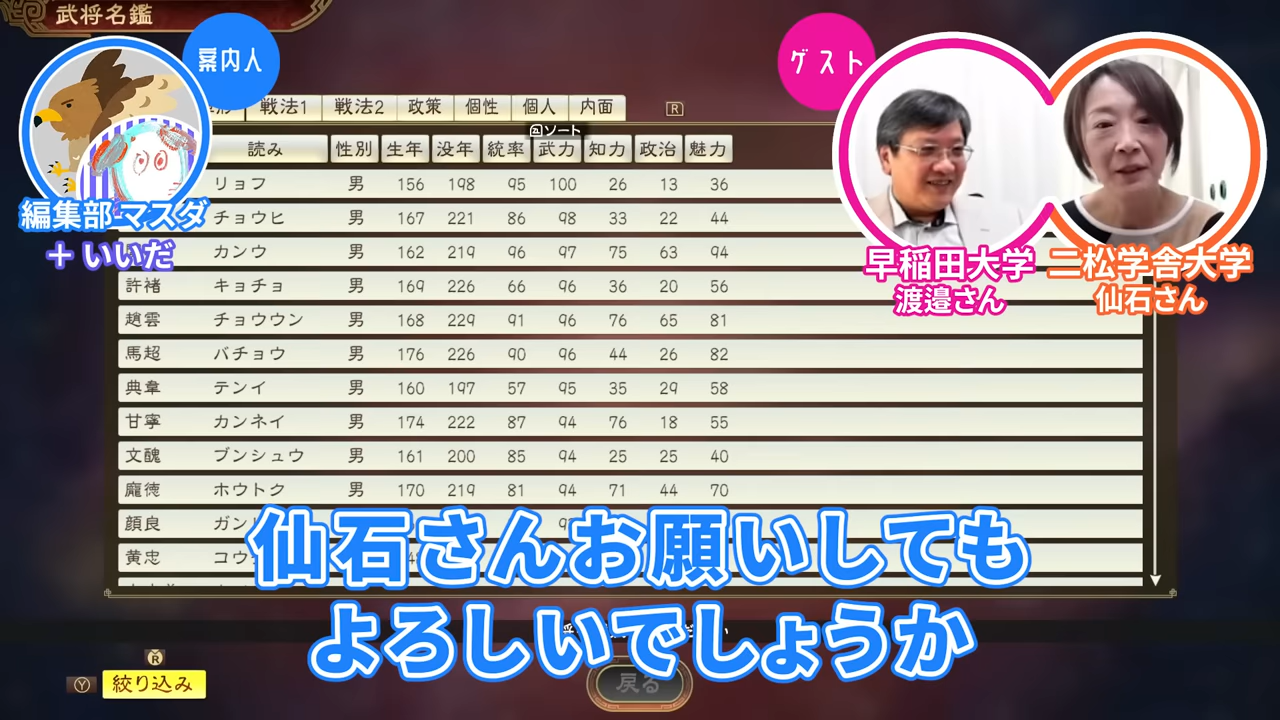 武将名鑑
案内人
ゲスト
戦法1 戦法2 政策 個性 個人 内面 R
ソート
読み 性別 生年 没年 統率 武力 知力 政治 魅力
リョフ 男 156 198 95 100 26 13 36
チョウヒ 男 167 221 86 98 33 22 44
カンウ 男 162 219 96 97 75 63 94
許褚 キョチョ 男 169 226 66 96 36 20 56
趙雲 チョウウン 男 168 229 91 96 76 65 81
馬超 バチョウ 男 176 226 90 96 44 26 82
典韋 テンイ 男 160 197 57 95 35 29 58
甘寧 カンネイ 男 174 222 87 94 76 18 55
文醜 ブンシュウ 男 161 200 85 94 25 25 40
龐徳 ホウトク 男 170 219 81 94 71 44 70
顔良 ガン
黄忠 コウ
編集部 マスダ
+ いいだ
早稲田大学
渡邉さん
二松学舎大学
仙石さん
仙石さんお願いしても
よろしいでしょうか
R
Y 絞り込み
戻る